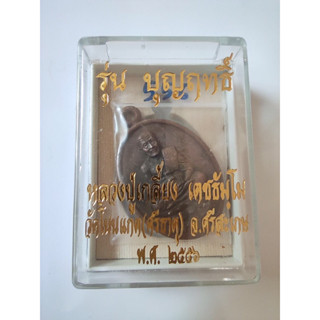 รุ่น บุญฤทธิ์
หลวงปู่เกลี้ยง เตชธมฺโม
วัดโนนแกด(ศรีธาตุ) อ.ศรีสะเกษ
พ.ศ. ๒๕๕๖